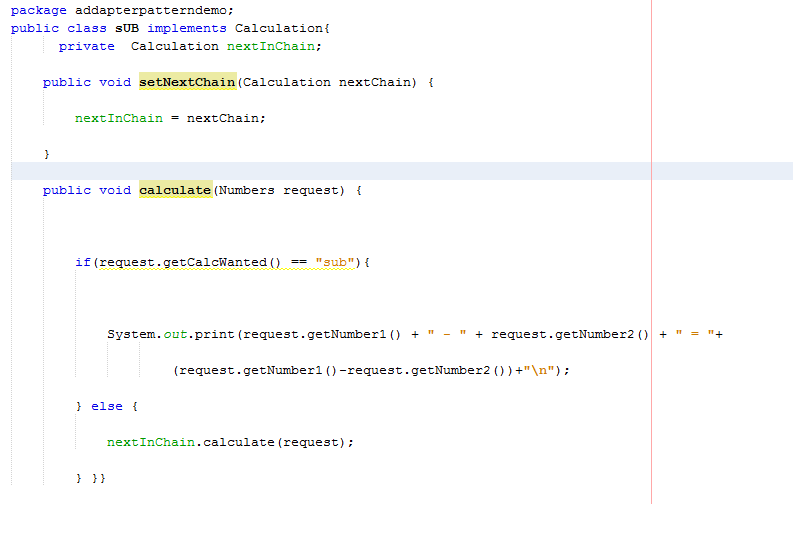 package addapterpatterndemo;
public class sUB implements Calculation{
private  Calculation nextInChain;
public void setNextChain(Calculation nextChain) {
nextInChain = nextChain;
}
public void calculate(Numbers request) {
if(request.getCalcWanted() == "sub"){
System.out.print(request.getNumber1() + " - " + request.getNumber2() + " = "+
(request.getNumber1()-request.getNumber2())+"\n");
} else {
nextInChain.calculate(request);
} }}